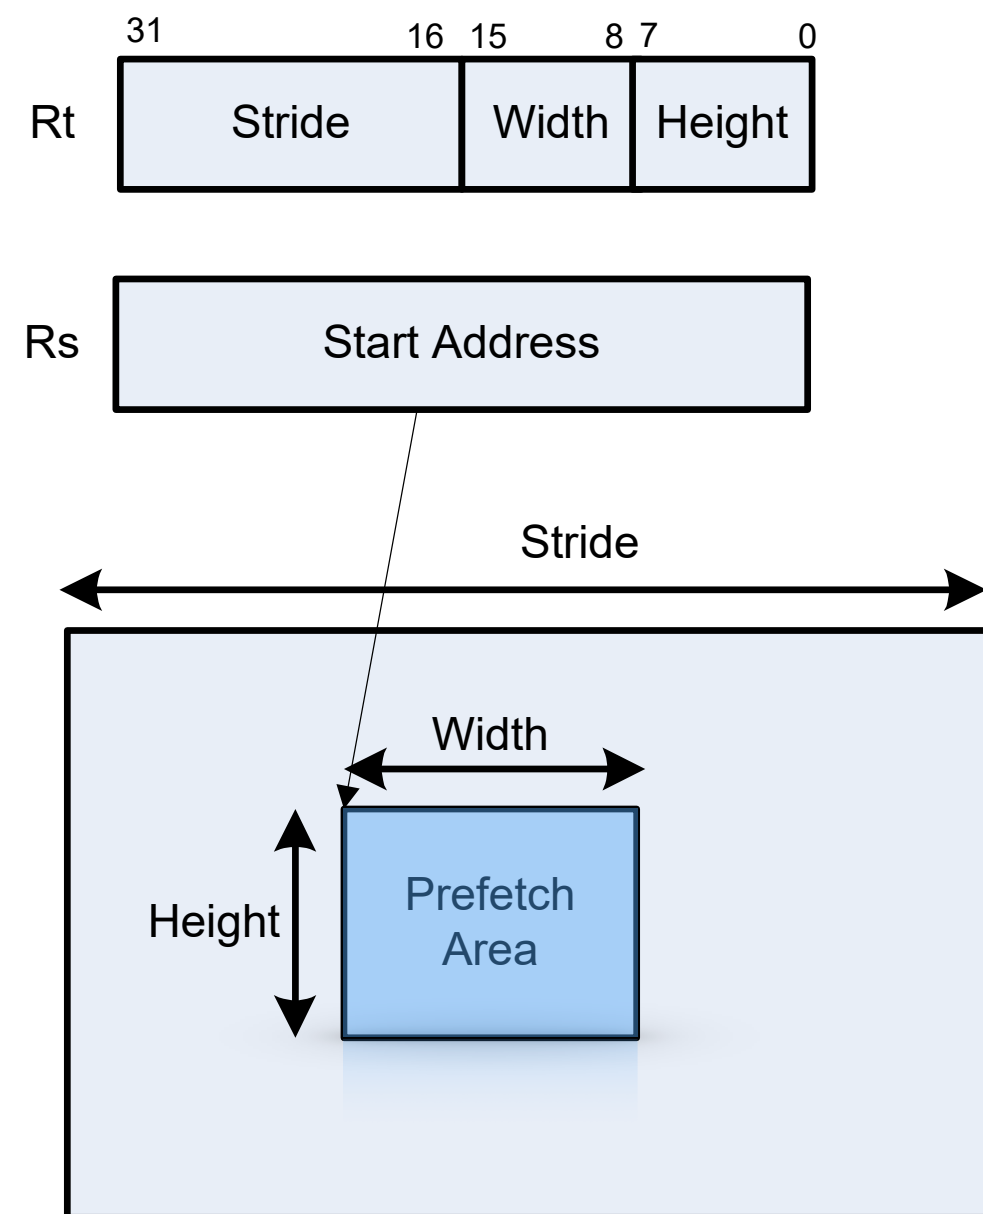 31 16 15 8 7 0
Rt Stride Width Height
Rs Start Address
Stride
Width
Height
Prefetch
Area